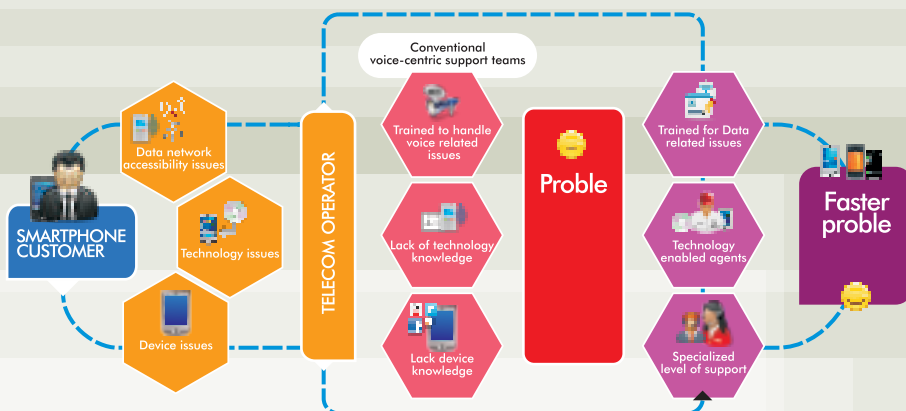 Conventional
voice-centric support teams
Data network
accessibility issues
Technology issues
Device issues
SMARTPHONE
CUSTOMER
TELECOM OPERATOR
Trained to handle
voice related
issues
Lack of technology
knowledge
Lack device
knowledge
Proble
Trained for Data
related issues
Technology
enabled agents
Specialized
level of support
Faster
proble